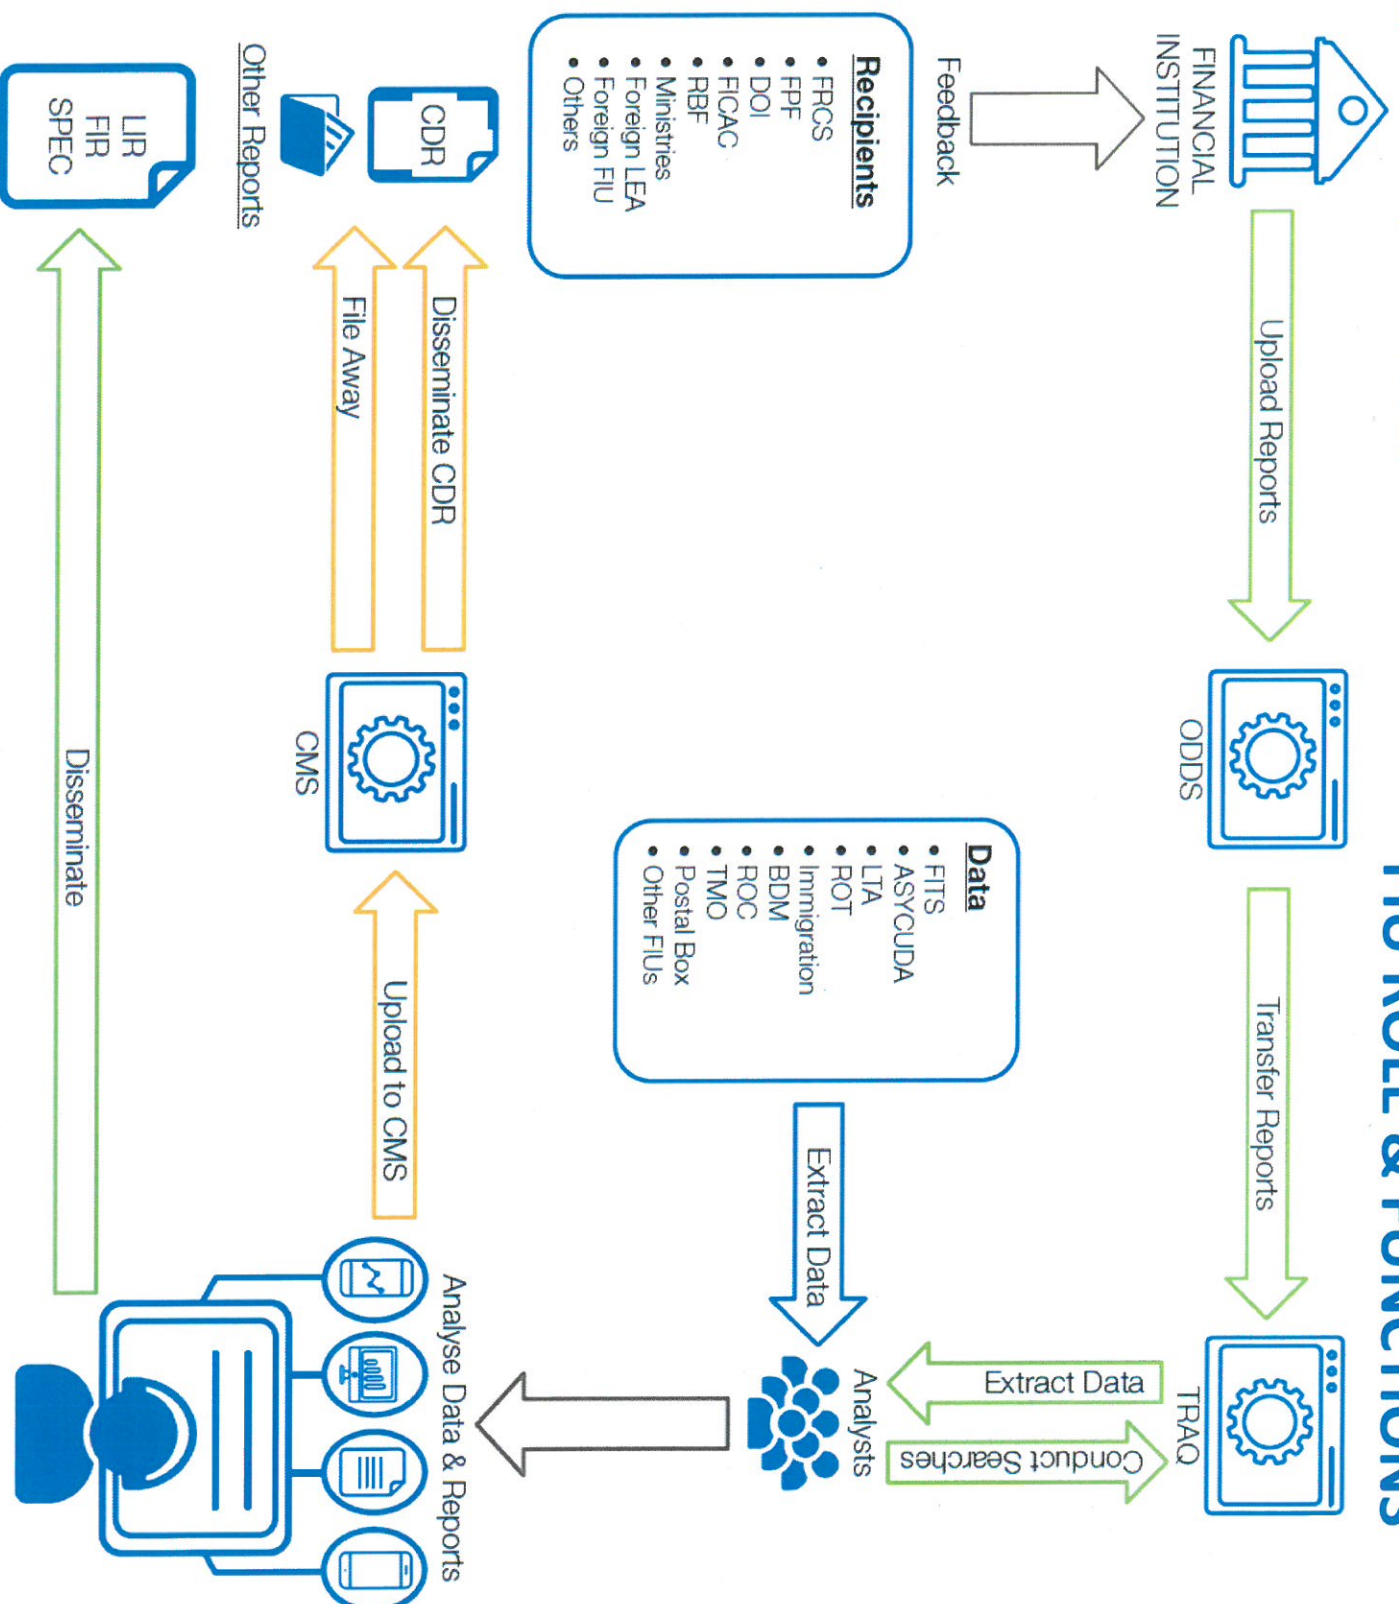 FIU ROLE & FUNCTIONS
FINANCIAL
INSTITUTION
Upload Reports
ODDS
Transfer Reports
TRAQ
Feedback
Extract Data
Conduct Searches
Recipients
• FRCS
• FPF
• DOI
• FICAC
• RBF
• Ministries
• Foreign LEA
• Foreign FIU
• Others
Data
• FITS
• ASYCUDA
• LTA
• ROT
• Immigration
• BDM
• ROC
• TMO
• Postal Box
• Other FIUs
Extract Data
Analysts
CDR
Disseminate CDR
Other Reports
File Away
CMS
Upload to CMS
Analyse Data & Reports
LIR
FIR
SPEC
Disseminate